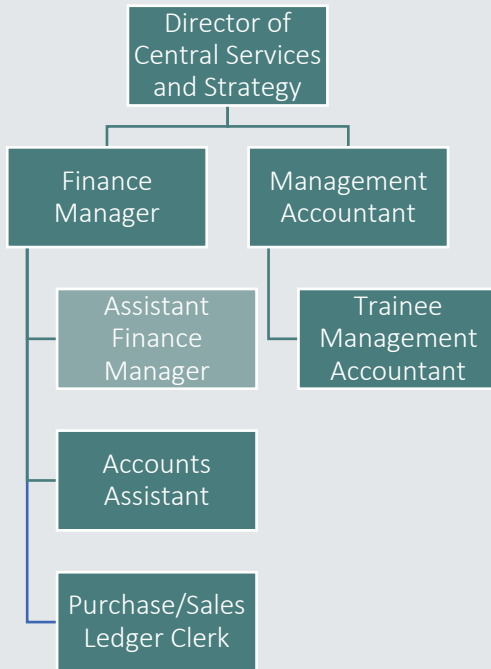 Director of
Central Services
and Strategy
Finance
Manager
Management
Accountant
Assistant
Finance
Manager
Trainee
Management
Accountant
Accounts
Assistant
Purchase/Sales
Ledger Clerk